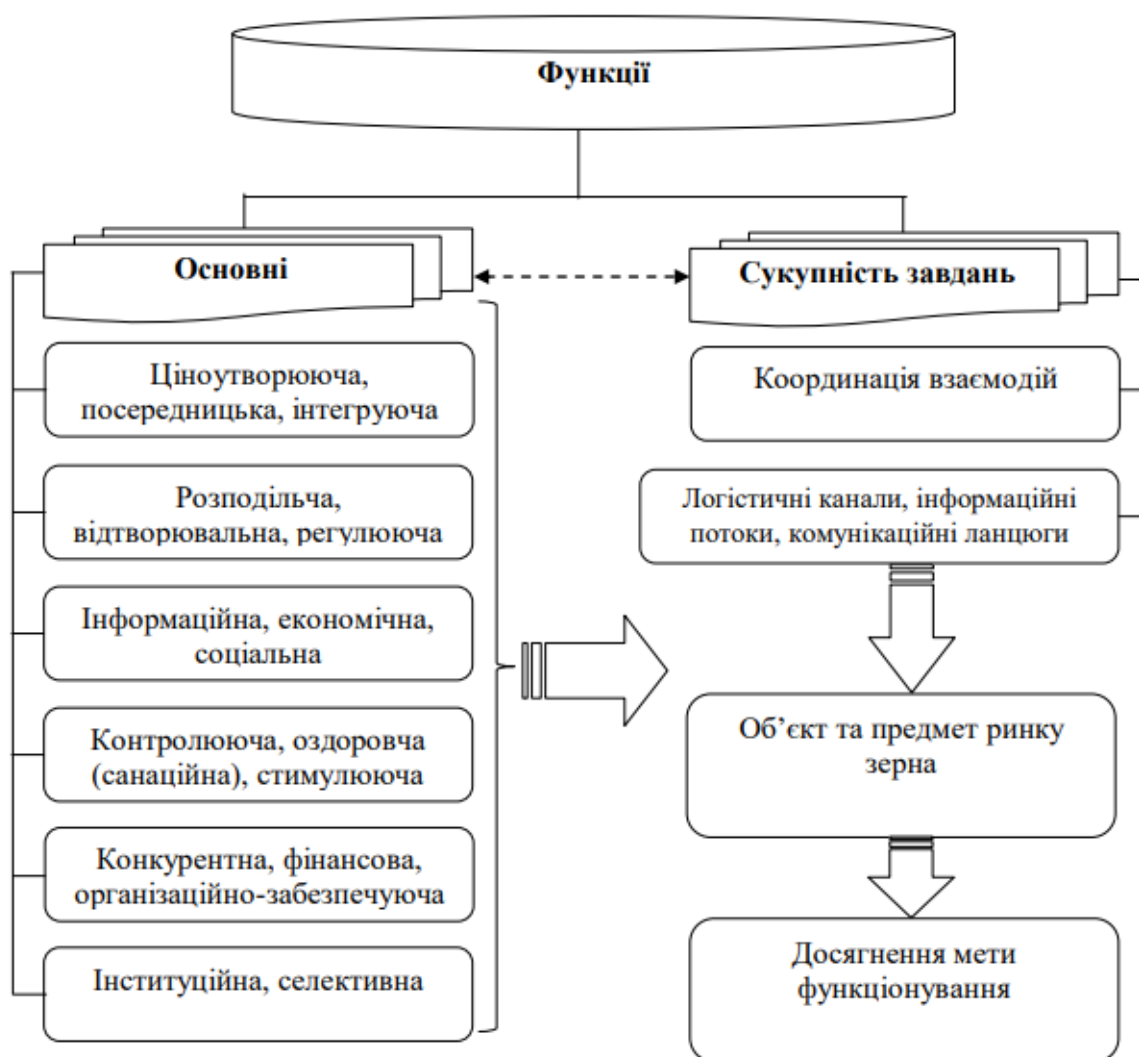 Функції
Основні
Ціноутворююча,
посередницька, інтегруюча
Розподільча,
відтворювальна, регулююча
Інформаційна, економічна,
соціальна
Контролююча, оздоровча
(санаційна), стимулююча
Конкурентна, фінансова,
організаційно-забезпечуюча
Інституційна, селективна
Сукупність завдань
Координація взаємодій
Логістичні канали, інформаційні
потоки, комунікаційні ланцюги
Об’єкт та предмет ринку
зерна
Досягнення мети
функціонування